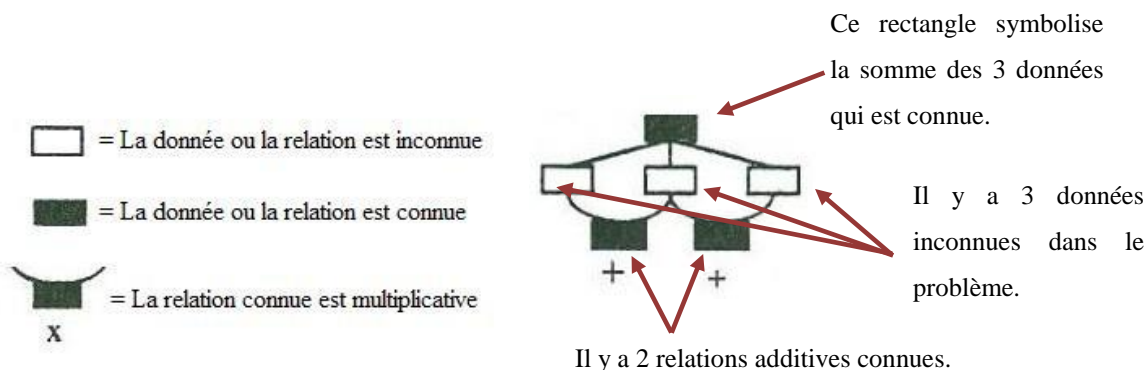 Ce rectangle symbolise
la somme des 3 données
qui est connue.
= La donnée ou la relation est inconnue
= La donnée ou la relation est connue
= La relation connue est multiplicative
X
+
+
Il y a 3 données
inconnues dans le
problème.
Il y a 2 relations additives connues.